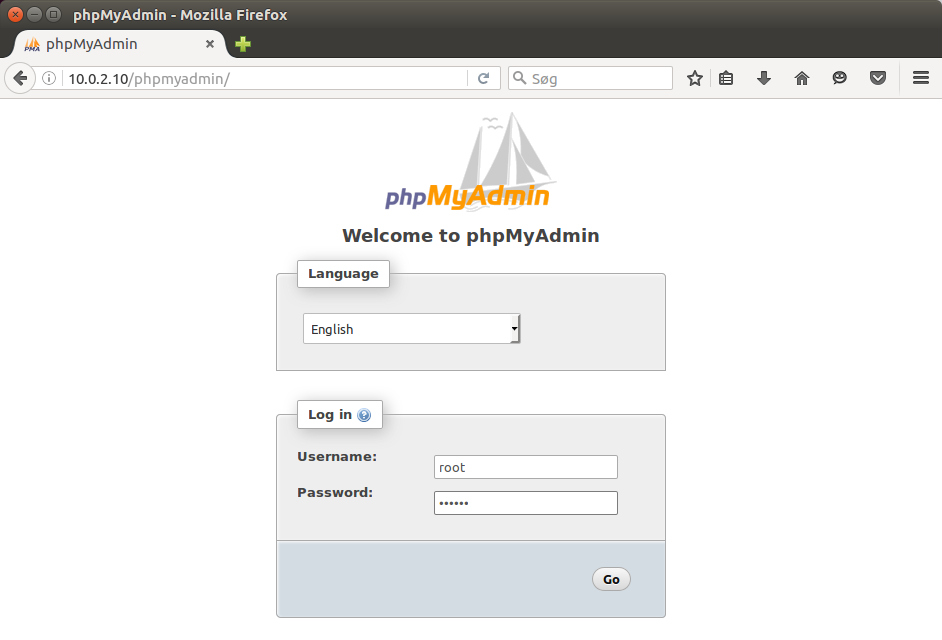 phpMyAdmin - Mozilla Firefox
PMA phpMyAdmin
10.0.2.10/phpmyadmin/ Søg
phpMyAdmin
Welcome to phpMyAdmin
Language
English
Log in
Username: root
Password: ••••••
Go